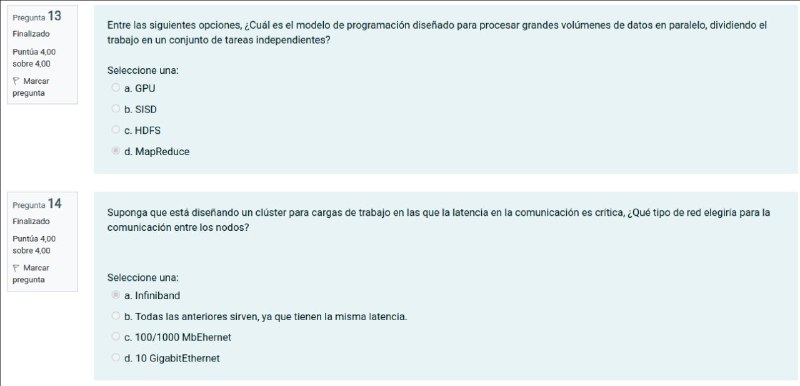 Pregunta 13
Finalizado
Puntúa 4,00
sobre 4,00
Marcar
pregunta
Entre las siguientes opciones, ¿Cuál es el modelo de programación diseñado para procesar grandes volúmenes de datos en paralelo, dividiendo el
trabajo en un conjunto de tareas independientes?
Seleccione una:
a. GPU
b. SISD
c. HDFS
d. MapReduce
Pregunta 14
Finalizado
Puntúa 4,00
sobre 4,00
Marcar
pregunta
Suponga que está diseñando un clúster para cargas de trabajo en las que la latencia en la comunicación es crítica, ¿Qué tipo de red elegiría para la
comunicación entre los nodos?
Seleccione una:
a. Infiniband
b. Todas las anteriores sirven, ya que tienen la misma latencia.
c. 100/1000 MbEhernet
d. 10 GigabitEthernet